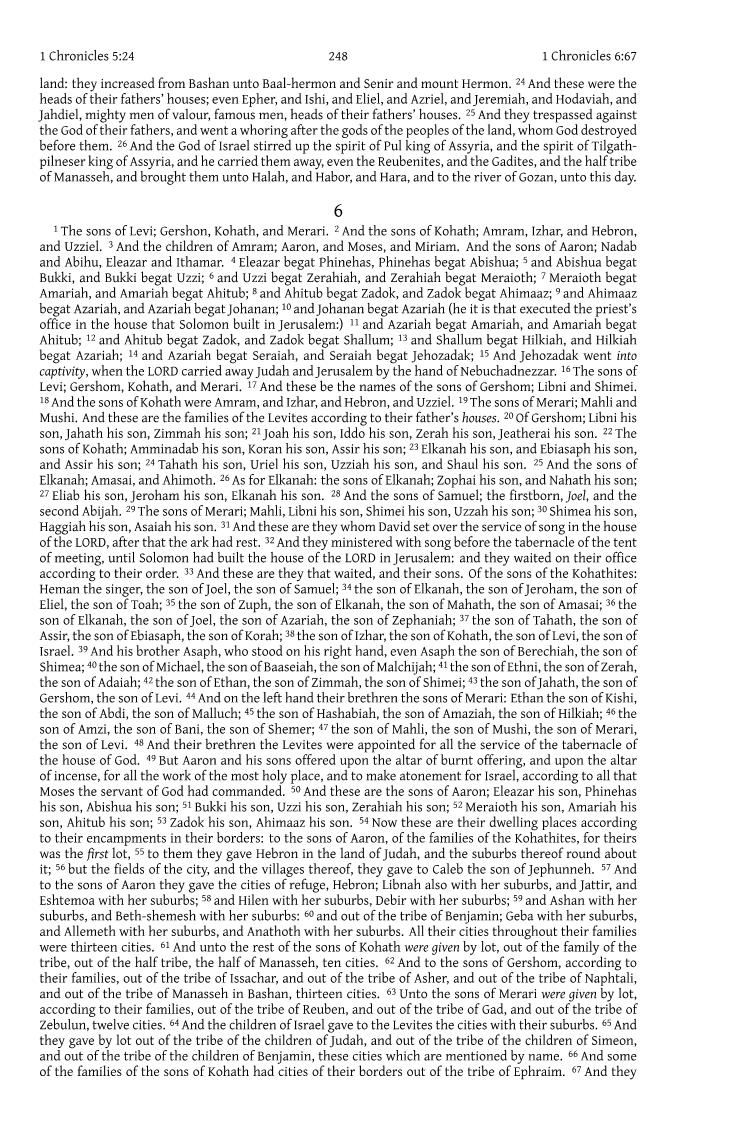 1 Chronicles 5:24 248 1 Chronicles 6:67
land: they increased from Bashan unto Baal-hermon and Senir and mount Hermon. 24 And these were the
heads of their fathers’ houses; even Epher, and Ishi, and Eliel, and Azriel, and Jeremiah, and Hodaviah, and
Jahdiel, mighty men of valour, famous men, heads of their fathers’ houses. 25 And they trespassed against
the God of their fathers, and went a whoring after the gods of the peoples of the land, whom God destroyed
before them. 26 And the God of Israel stirred up the spirit of Pul king of Assyria, and the spirit of Tilgath-
pilneser king of Assyria, and he carried them away, even the Reubenites, and the Gadites, and the half tribe
of Manasseh, and brought them unto Halah, and Habor, and Hara, and to the river of Gozan, unto this day.
6
1 The sons of Levi; Gershon, Kohath, and Merari. 2 And the sons of Kohath; Amram, Izhar, and Hebron,
and Uzziel. 3 And the children of Amram; Aaron, and Moses, and Miriam. And the sons of Aaron; Nadab
and Abihu, Eleazar and Ithamar. 4 Eleazar begat Phinehas, Phinehas begat Abishua; 5 and Abishua begat
Bukki, and Bukki begat Uzzi; 6 and Uzzi begat Zerahiah, and Zerahiah begat Meraioth; 7 Meraioth begat
Amariah, and Amariah begat Ahitub; 8 and Ahitub begat Zadok, and Zadok begat Ahimaaz; 9 and Ahimaaz
begat Azariah, and Azariah begat Johanan; 10 and Johanan begat Azariah (he it is that executed the priest’s
office in the house that Solomon built in Jerusalem:) 11 and Azariah begat Amariah, and Amariah begat
Ahitub; 12 and Ahitub begat Zadok, and Zadok begat Shallum; 13 and Shallum begat Hilkiah, and Hilkiah
begat Azariah; 14 and Azariah begat Seraiah, and Seraiah begat Jehozadak; 15 And Jehozadak went into
captivity, when the LORD carried away Judah and Jerusalem by the hand of Nebuchadnezzar. 16 The sons of
Levi; Gershom, Kohath, and Merari. 17 And these be the names of the sons of Gershom; Libni and Shimei.
18 And the sons of Kohath were Amram, and Izhar, and Hebron, and Uzziel. 19 The sons of Merari; Mahli and
Mushi. And these are the families of the Levites according to their father’s houses. 20 Of Gershom; Libni his
son, Jahath his son, Zimmah his son; 21 Joah his son, Iddo his son, Zerah his son, Jeatherai his son. 22 The
sons of Kohath; Amminadab his son, Koran his son, Assir his son; 23 Elkanah his son, and Ebiasaph his son,
and Assir his son; 24 Tahath his son, Uriel his son, Uzziah his son, and Shaul his son. 25 And the sons of
Elkanah; Amasai, and Ahimoth. 26 As for Elkanah: the sons of Elkanah; Zophai his son, and Nahath his son;
27 Eliab his son, Jeroham his son, Elkanah his son. 28 And the sons of Samuel; the firstborn, Joel, and the
second Abijah. 29 The sons of Merari; Mahli, Libni his son, Shimei his son, Uzzah his son; 30 Shimea his son,
Haggiah his son, Asaiah his son. 31 And these are they whom David set over the service of song in the house
of the LORD, after that the ark had rest. 32 And they ministered with song before the tabernacle of the tent
of meeting, until Solomon had built the house of the LORD in Jerusalem: and they waited on their office
according to their order. 33 And these are they that waited, and their sons. Of the sons of the Kohathites:
Heman the singer, the son of Joel, the son of Samuel; 34 the son of Elkanah, the son of Jeroham, the son of
Eliel, the son of Toah; 35 the son of Zuph, the son of Elkanah, the son of Mahath, the son of Amasai; 36 the
son of Elkanah, the son of Joel, the son of Azariah, the son of Zephaniah; 37 the son of Tahath, the son of
Assir, the son of Ebiasaph, the son of Korah; 38 the son of Izhar, the son of Kohath, the son of Levi, the son of
Israel. 39 And his brother Asaph, who stood on his right hand, even Asaph the son of Berechiah, the son of
Shimea; 40 the son of Michael, the son of Baaseiah, the son of Malchijah; 41 the son of Ethni, the son of Zerah,
the son of Adaiah; 42 the son of Ethan, the son of Zimmah, the son of Shimei; 43 the son of Jahath, the son of
Gershom, the son of Levi. 44 And on the left hand their brethren the sons of Merari: Ethan the son of Kishi,
the son of Abdi, the son of Malluch; 45 the son of Hashabiah, the son of Amaziah, the son of Hilkiah; 46 the
son of Amzi, the son of Bani, the son of Shemer; 47 the son of Mahli, the son of Mushi, the son of Merari,
the son of Levi. 48 And their brethren the Levites were appointed for all the service of the tabernacle of
the house of God. 49 But Aaron and his sons offered upon the altar of burnt offering, and upon the altar
of incense, for all the work of the most holy place, and to make atonement for Israel, according to all that
Moses the servant of God had commanded. 50 And these are the sons of Aaron; Eleazar his son, Phinehas
his son, Abishua his son; 51 Bukki his son, Uzzi his son, Zerahiah his son; 52 Meraioth his son, Amariah his
son, Ahitub his son; 53 Zadok his son, Ahimaaz his son. 54 Now these are their dwelling places according
to their encampments in their borders: to the sons of Aaron, of the families of the Kohathites, for theirs
was the first lot, 55 to them they gave Hebron in the land of Judah, and the suburbs thereof round about
it; 56 but the fields of the city, and the villages thereof, they gave to Caleb the son of Jephunneh. 57 And
to the sons of Aaron they gave the cities of refuge, Hebron; Libnah also with her suburbs, and Jattir, and
Eshtemoa with her suburbs; 58 and Hilen with her suburbs, Debir with her suburbs; 59 and Ashan with her
suburbs, and Beth-shemesh with her suburbs: 60 and out of the tribe of Benjamin; Geba with her suburbs,
and Allemeth with her suburbs, and Anathoth with her suburbs. All their cities throughout their families
were thirteen cities. 61 And unto the rest of the sons of Kohath were given by lot, out of the family of the
tribe, out of the half tribe, the half of Manasseh, ten cities. 62 And to the sons of Gershom, according to
their families, out of the tribe of Issachar, and out of the tribe of Asher, and out of the tribe of Naphtali,
and out of the tribe of Manasseh in Bashan, thirteen cities. 63 Unto the sons of Merari were given by lot,
according to their families, out of the tribe of Reuben, and out of the tribe of Gad, and out of the tribe of
Zebulun, twelve cities. 64 And the children of Israel gave to the Levites the cities with their suburbs. 65 And
they gave by lot out of the tribe of the children of Judah, and out of the tribe of the children of Simeon,
and out of the tribe of the children of Benjamin, these cities which are mentioned by name. 66 And some
of the families of the sons of Kohath had cities of their borders out of the tribe of Ephraim. 67 And they